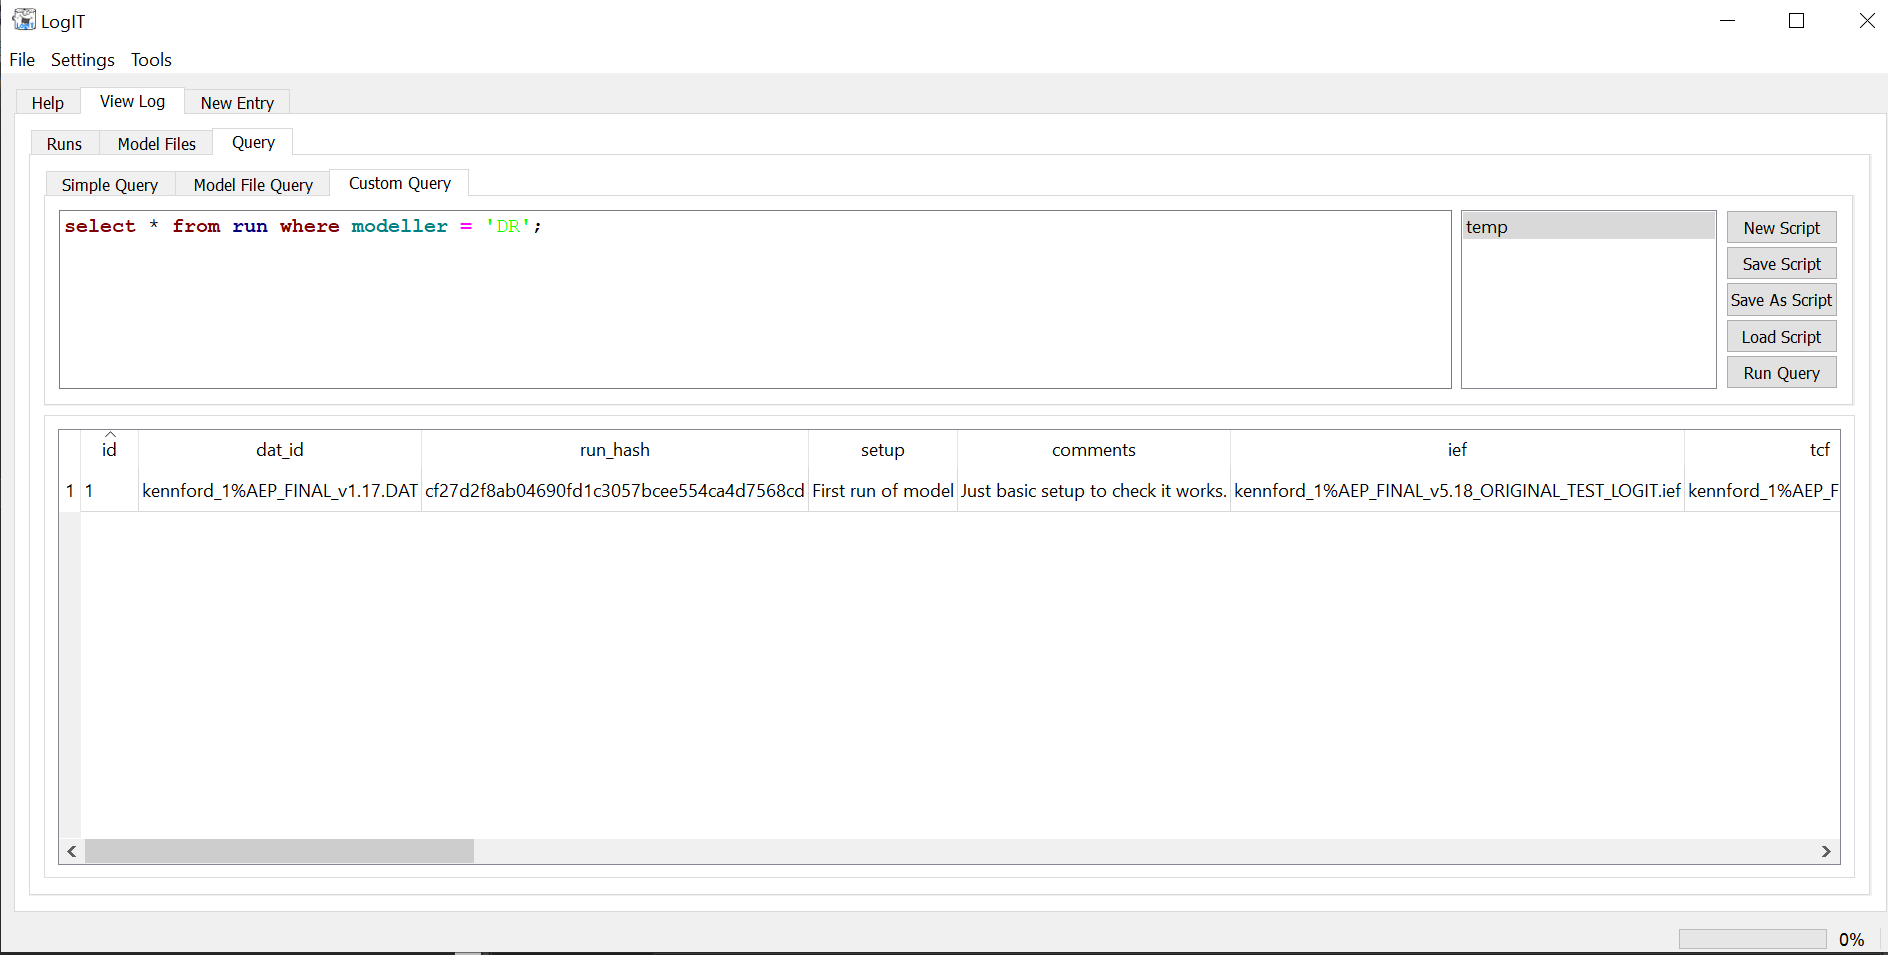 LogIT
File Settings Tools
Help View Log New Entry
Runs Model Files Query
Simple Query Model File Query Custom Query
select * from run where modeller = 'DR';
temp
New Script
Save Script
Save As Script
Load Script
Run Query
id dat_id run_hash setup comments ief tcf
1 1 kennford_1%AEP_FINAL_v1.17.DAT cf27d2f8ab04690fd1c3057bcee554ca4d7568cd First run of model Just basic setup to check it works. kennford_1%AEP_FINAL_v5.18_ORIGINAL_TEST_LOGIT.ief kennford_1%AEP_F
0%